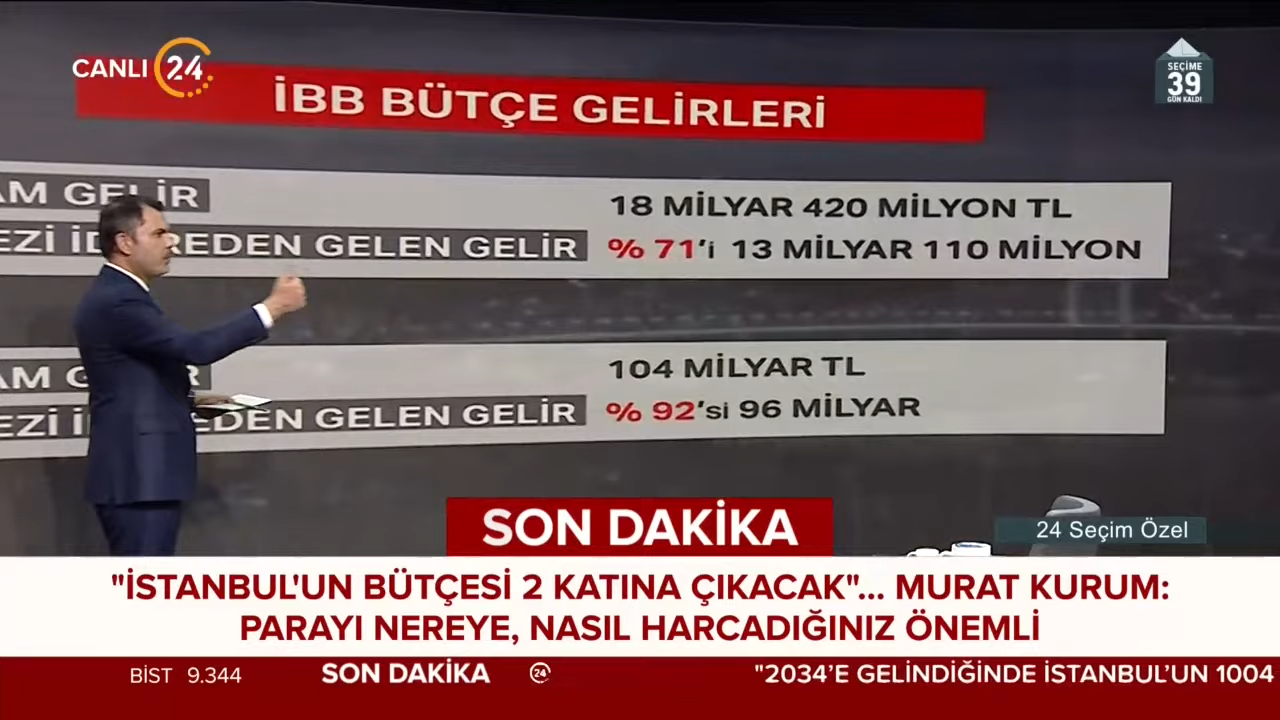 CANLI 24
SEÇİME
39
GÜN KALDI
İBB BÜTÇE GELİRLERİ
AM GELİR
18 MİLYAR 420 MİLYON TL
EZİ İD REDEN GELEN GELİR
% 71'i 13 MİLYAR 110 MİLYON
AM G R
104 MİLYAR TL
EZİ İ EDEN GELEN GELİR
% 92'si 96 MİLYAR
SON DAKİKA
24 Seçim Özel
"İSTANBUL'UN BÜTÇESİ 2 KATINA ÇIKACAK"... MURAT KURUM:
PARAYI NEREYE, NASIL HARCADIĞINIZ ÖNEMLİ
BİST 9.344 SON DAKİKA 24 "2034'E GELİNDİĞİNDE İSTANBUL'UN 1004